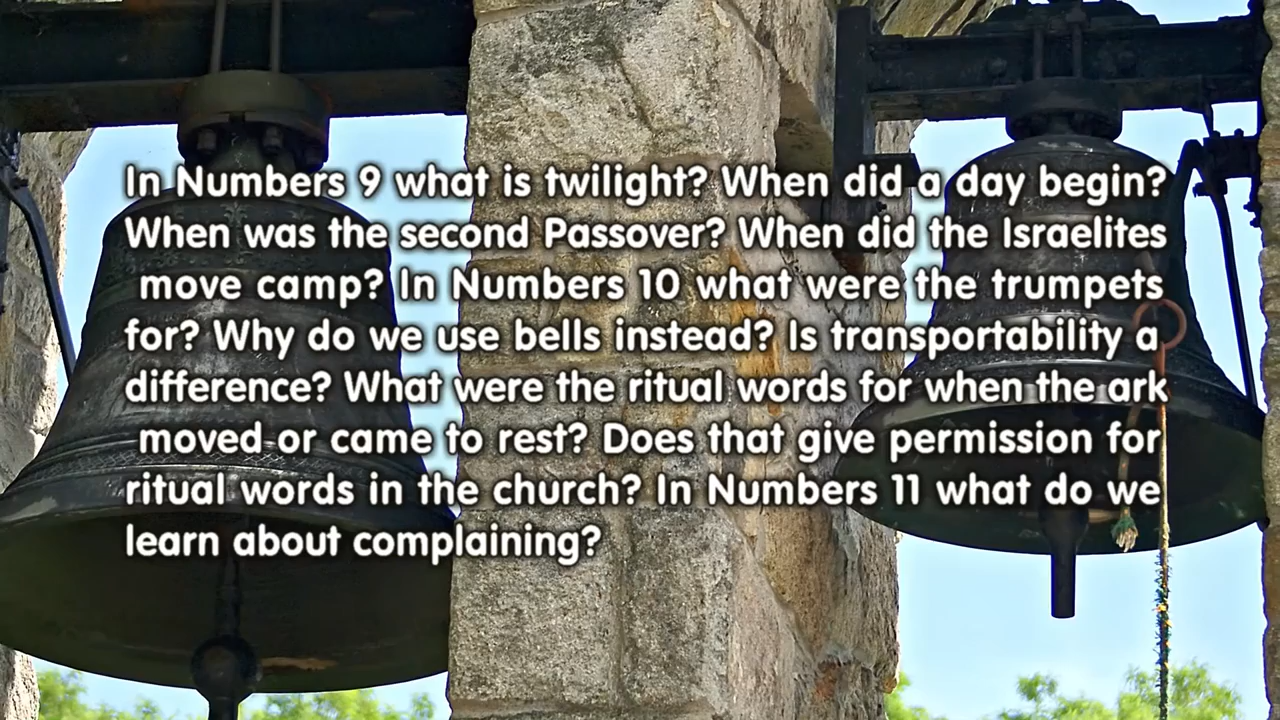 In Numbers 9 what is twilight? When did a day begin?
When was the second Passover? When did the Israelites
move camp? In Numbers 10 what were the trumpets
for? Why do we use bells instead? Is transportability a
difference? What were the ritual words for when the ark
moved or came to rest? Does that give permission for
ritual words in the church? In Numbers 11 what do we
learn about complaining?